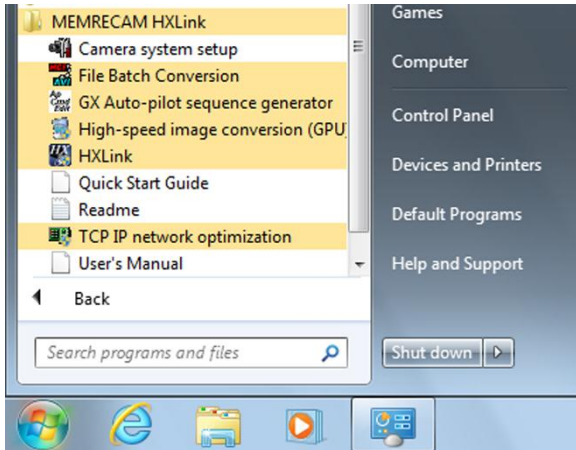 MEMRECAM HXLink
Camera system setup
File Batch Conversion
GX Auto-pilot sequence generator
High-speed image conversion (GPU
HXLink
Quick Start Guide
Readme
TCP IP network optimization
User's Manual
Back
Search programs and files
Games
Computer
Control Panel
Devices and Printers
Default Programs
Help and Support
Shut down